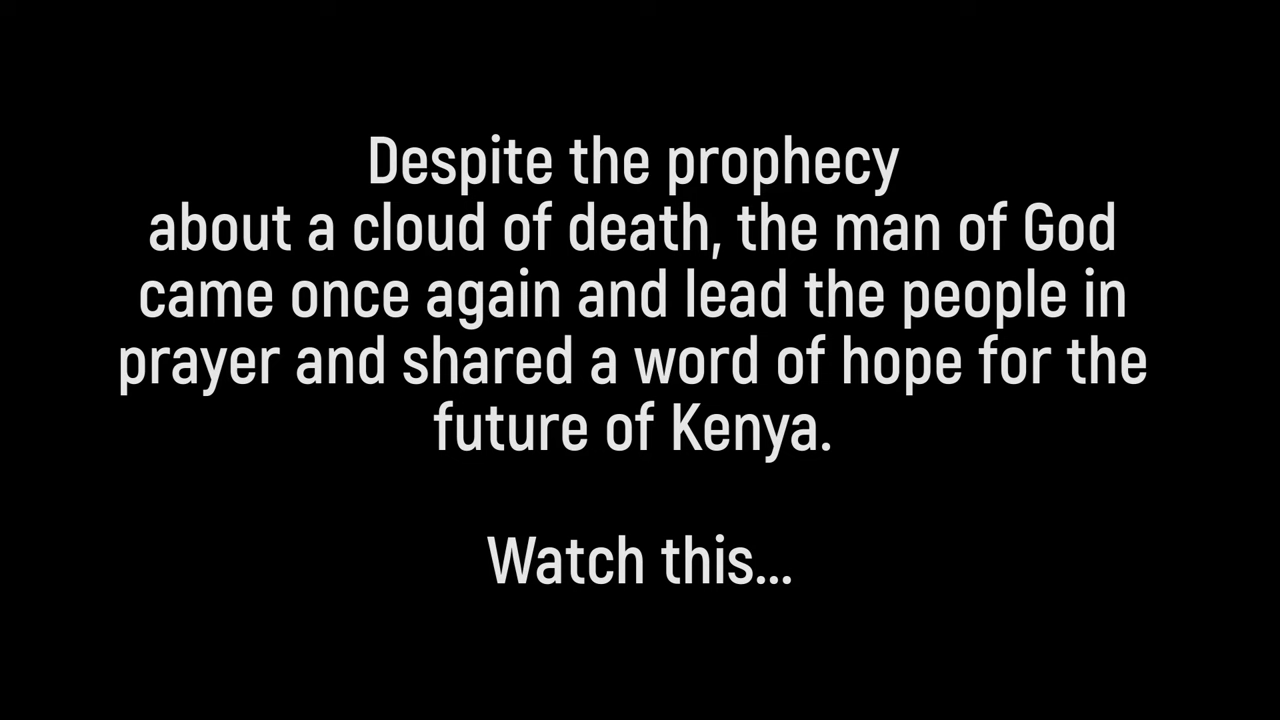 Despite the prophecy
about a cloud of death, the man of God
came once again and lead the people in
prayer and shared a word of hope for the
future of Kenya.
Watch this...